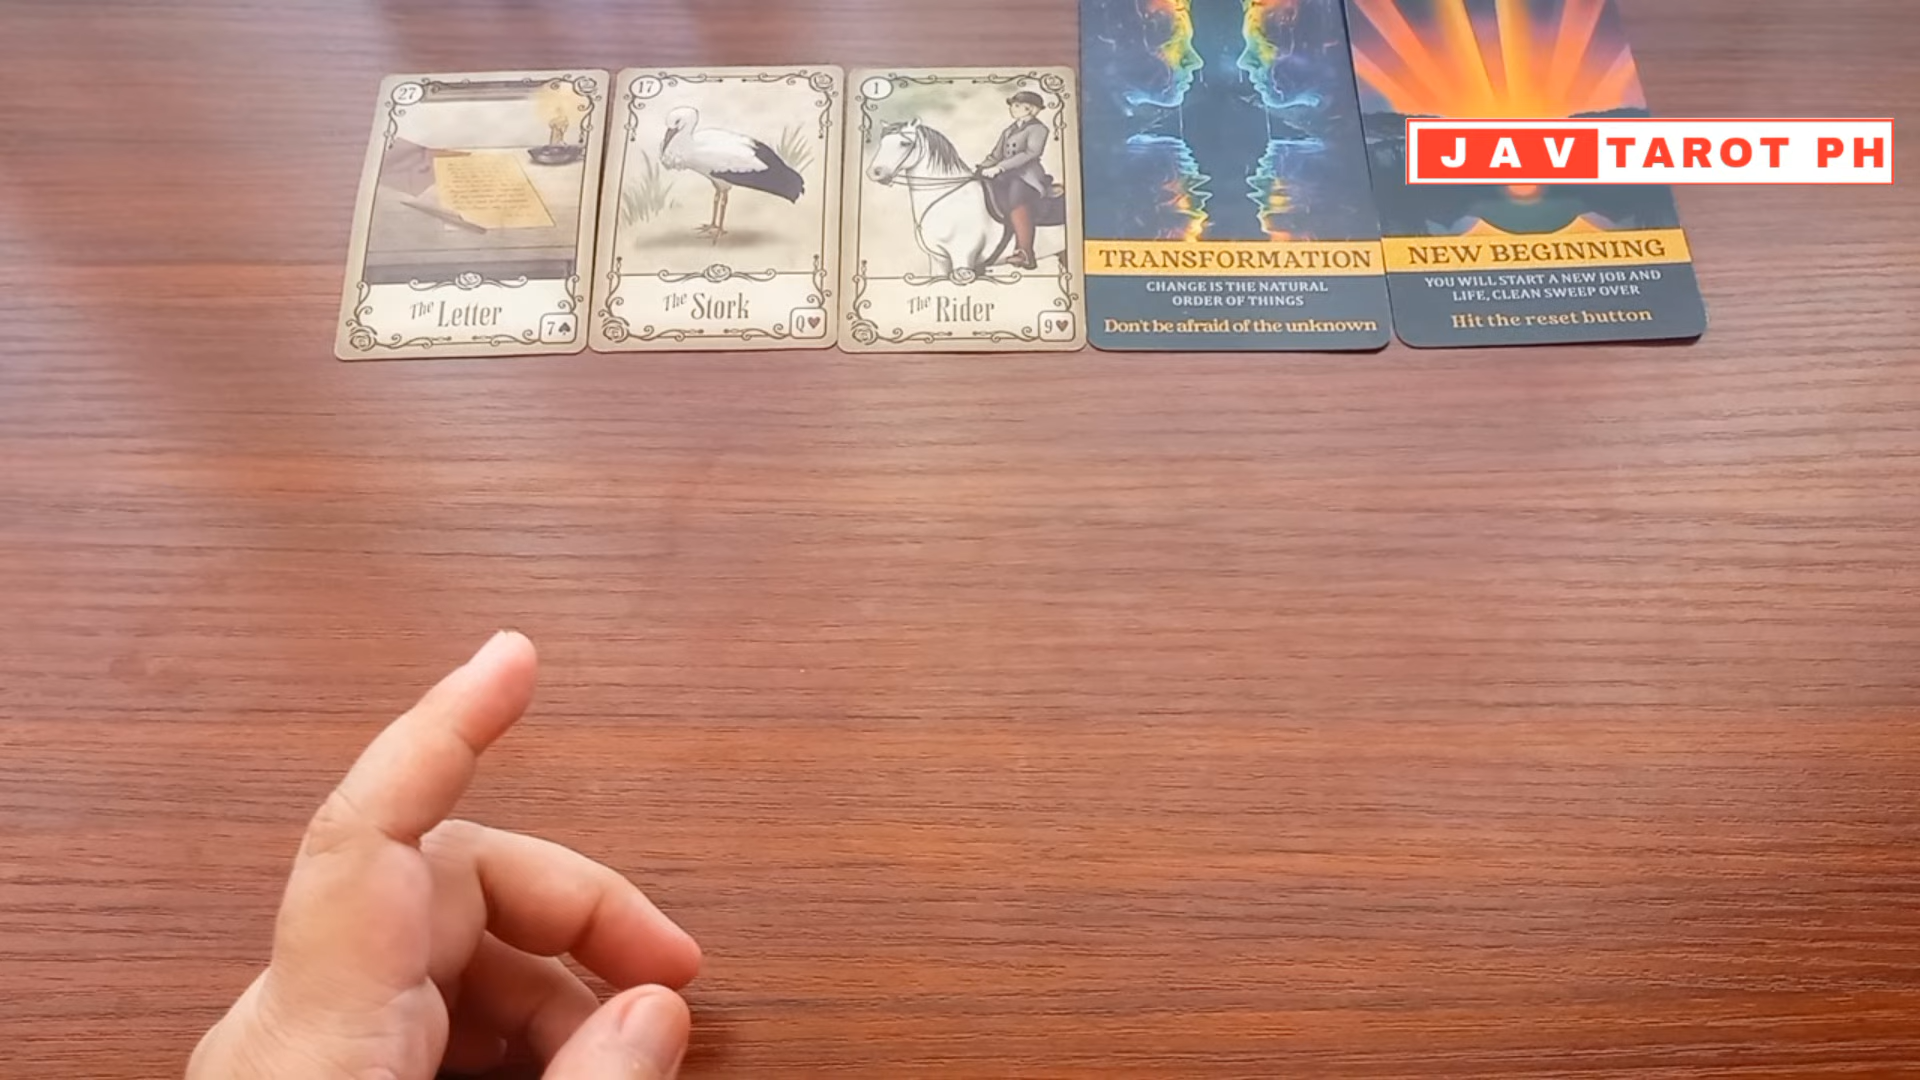 27
The Letter
7♠
17
The Stork
Q♥
1
The Rider
9♥
TRANSFORMATION
CHANGE IS THE NATURAL
ORDER OF THINGS
Don't be afraid of the unknown
NEW BEGINNING
YOU WILL START A NEW JOB AND
LIFE, CLEAN SWEEP OVER
Hit the reset button
JAV TAROT PH